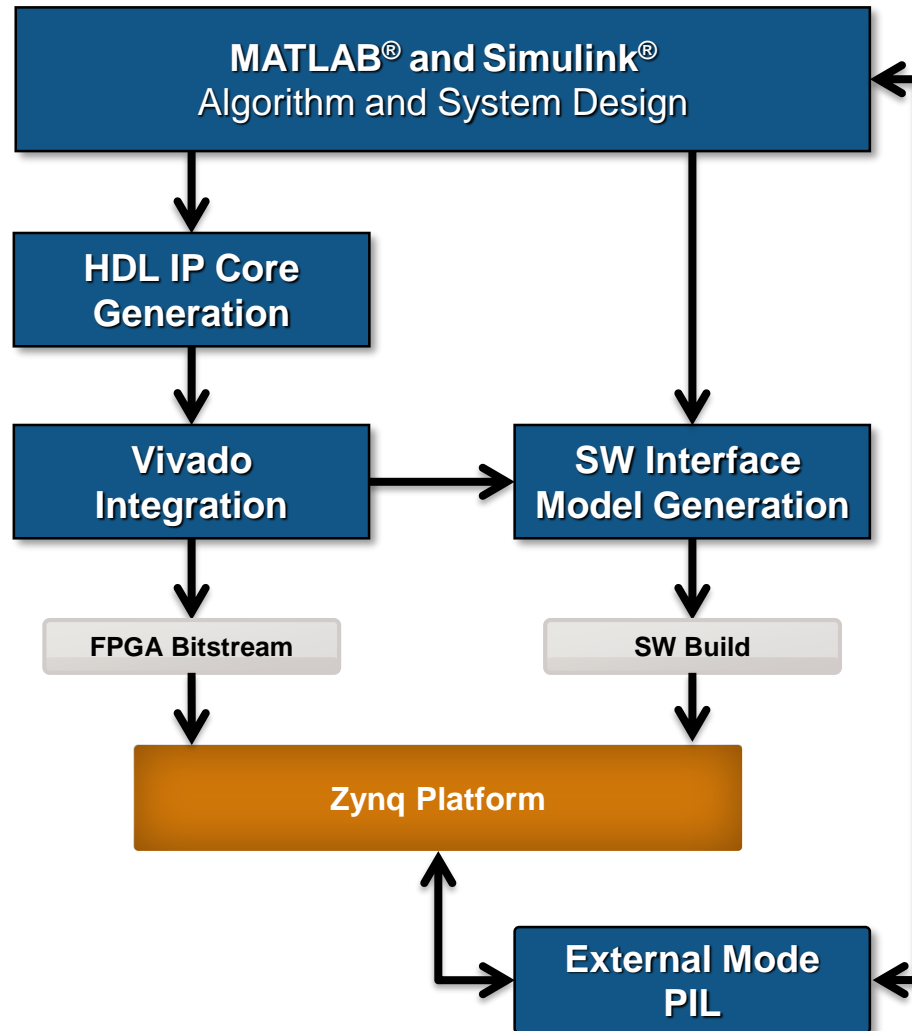 MATLAB® and Simulink®
Algorithm and System Design
HDL IP Core
Generation
Vivado
Integration
SW Interface
Model Generation
FPGA Bitstream
SW Build
Zynq Platform
External Mode
PIL